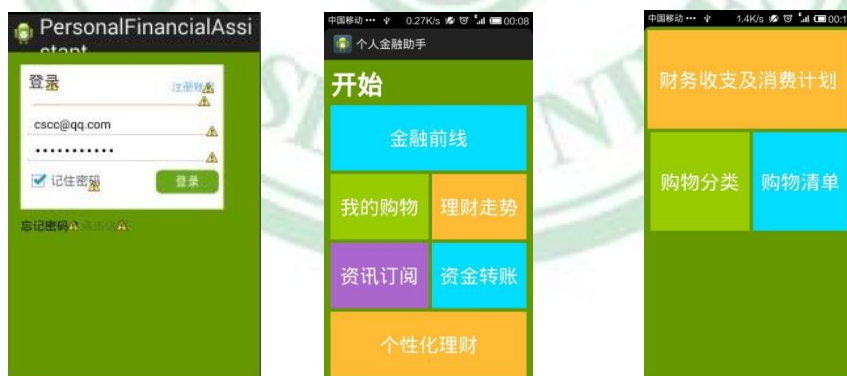 PersonalFinancialAssi
stant
登录
cscc@qq.com
•••••••••••
记住密码
登录
忘记密码
中国移动 ••• 0.27K/s 00:08
个人金融助手
开始
金融前线
我的购物
理财走势
资讯订阅
资金转账
个性化理财
中国移动 ••• 1.4K/s 00:1
财务收支及消费计划
购物分类
购物清单